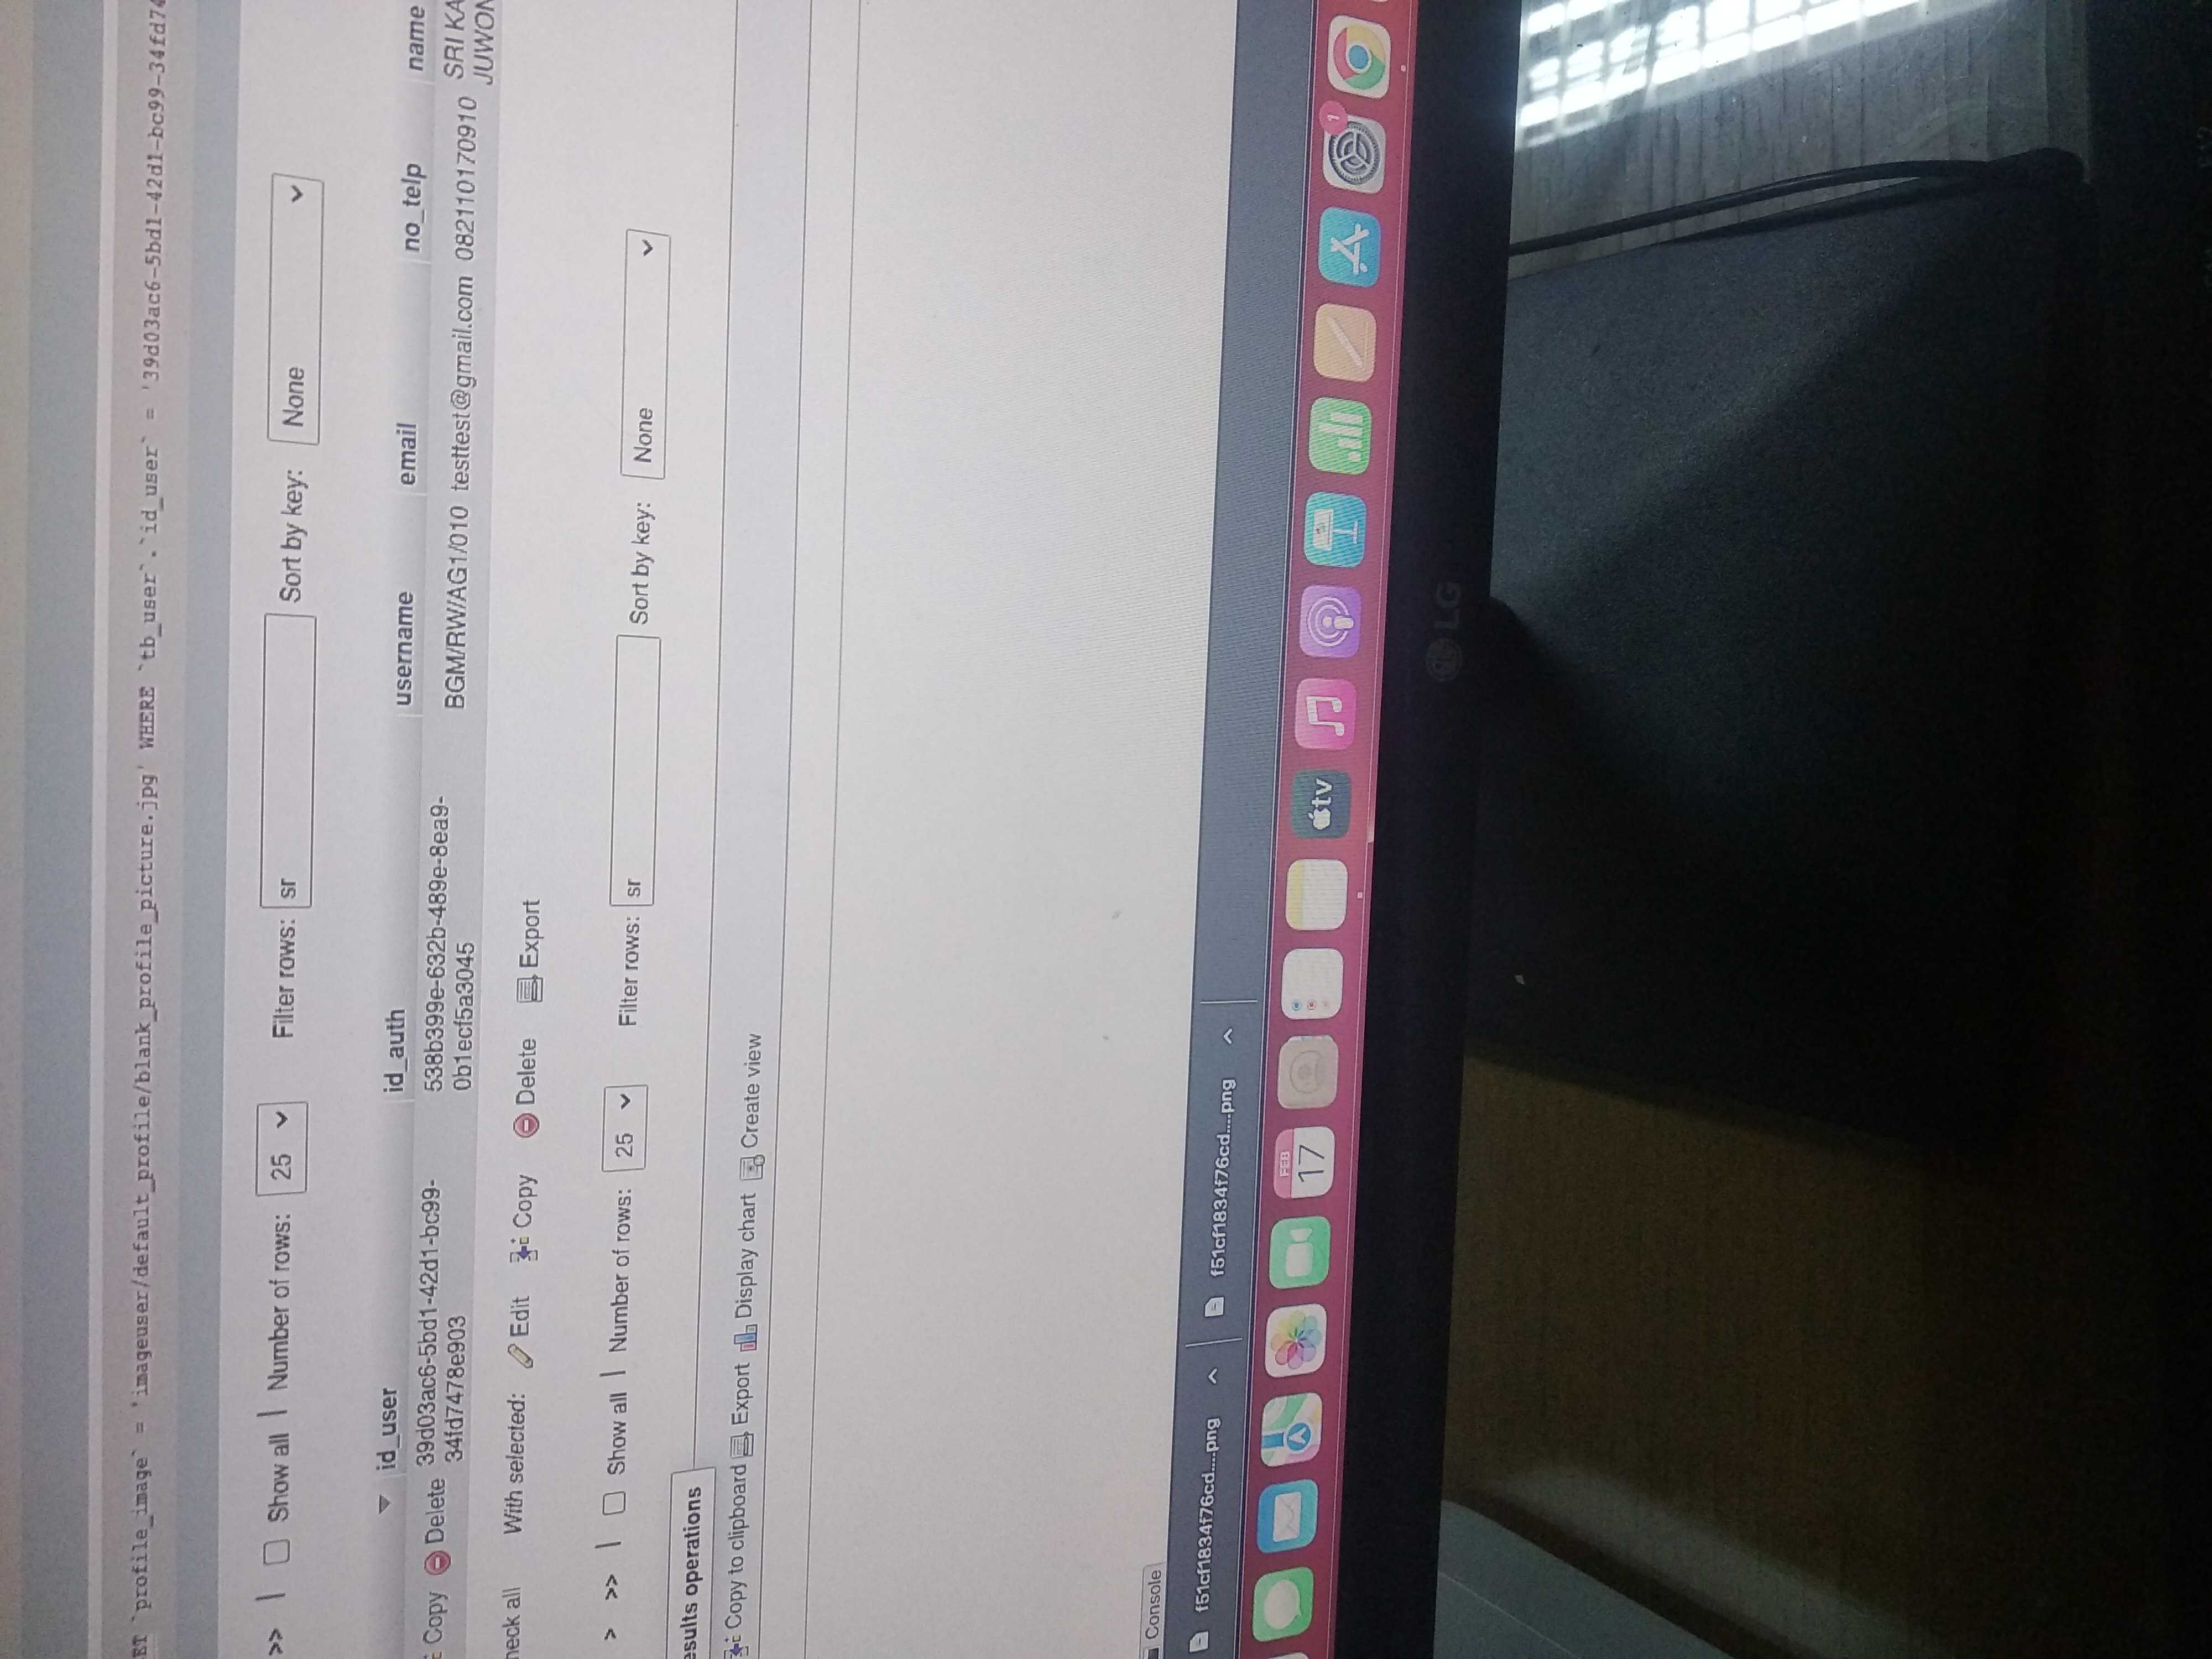 ET `profile_image` = 'imageuser/default_profile/blank_profile_picture.jpg' WHERE `tb_user`.`id_user` = '39d03ac6-5bd1-42d1-bc99-34fd74
>> | Show all | Number of rows: 25 Filter rows: sr Sort by key: None
id_user id_auth username email no_telp name
Copy Delete 39d03ac6-5bd1-42d1-bc99-34fd7478e903 538b399e-632b-489e-8ea9-0b1ecf5a3045 BGM/RW/AG1/010 testtest@gmail.com 082110170910 SRI KA JUWON
heck all With selected: Edit Copy Delete Export
> >> | Show all | Number of rows: 25 Filter rows: sr Sort by key: None
esults operations
Copy to clipboard Export Display chart Create view
Console
f51cf1834f76cd....png f51cf1834f76cd....png
FEB
17
tv
1
LG